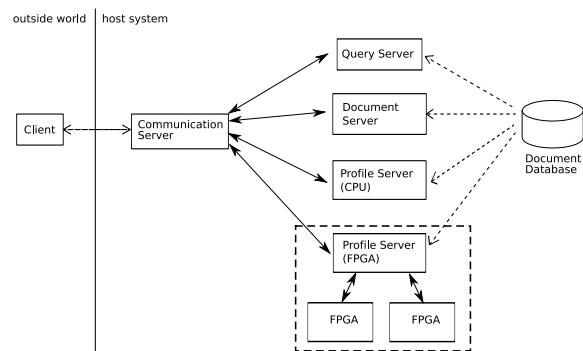 outside world
host system
Client
Communication
Server
Query Server
Document
Server
Profile Server
(CPU)
Profile Server
(FPGA)
FPGA
FPGA
Document
Database